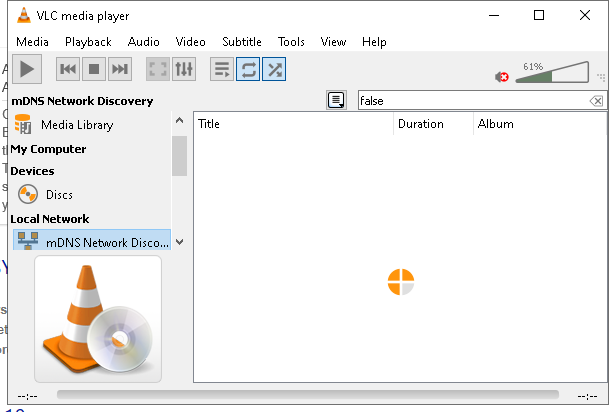 VLC media player
Media Playback Audio Video Subtitle Tools View Help
61%
mDNS Network Discovery
false
Media Library
Title Duration Album
My Computer
Devices
Discs
Local Network
mDNS Network Disco...
--:-- --:--